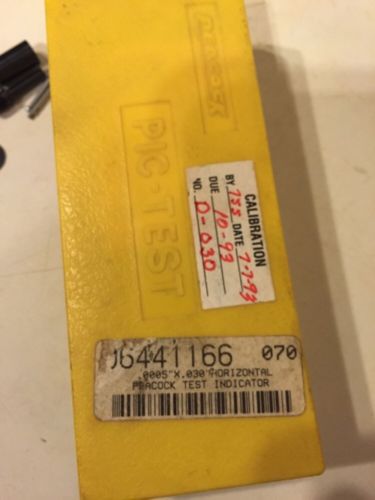 PEACOCK
PIC-TEST
CALIBRATION
BY DATE 7-7-93
DUE 10-93
NO. D-030
06441166 070
.0005"X.030"HORIZONTAL
PEACOCK TEST INDICATOR